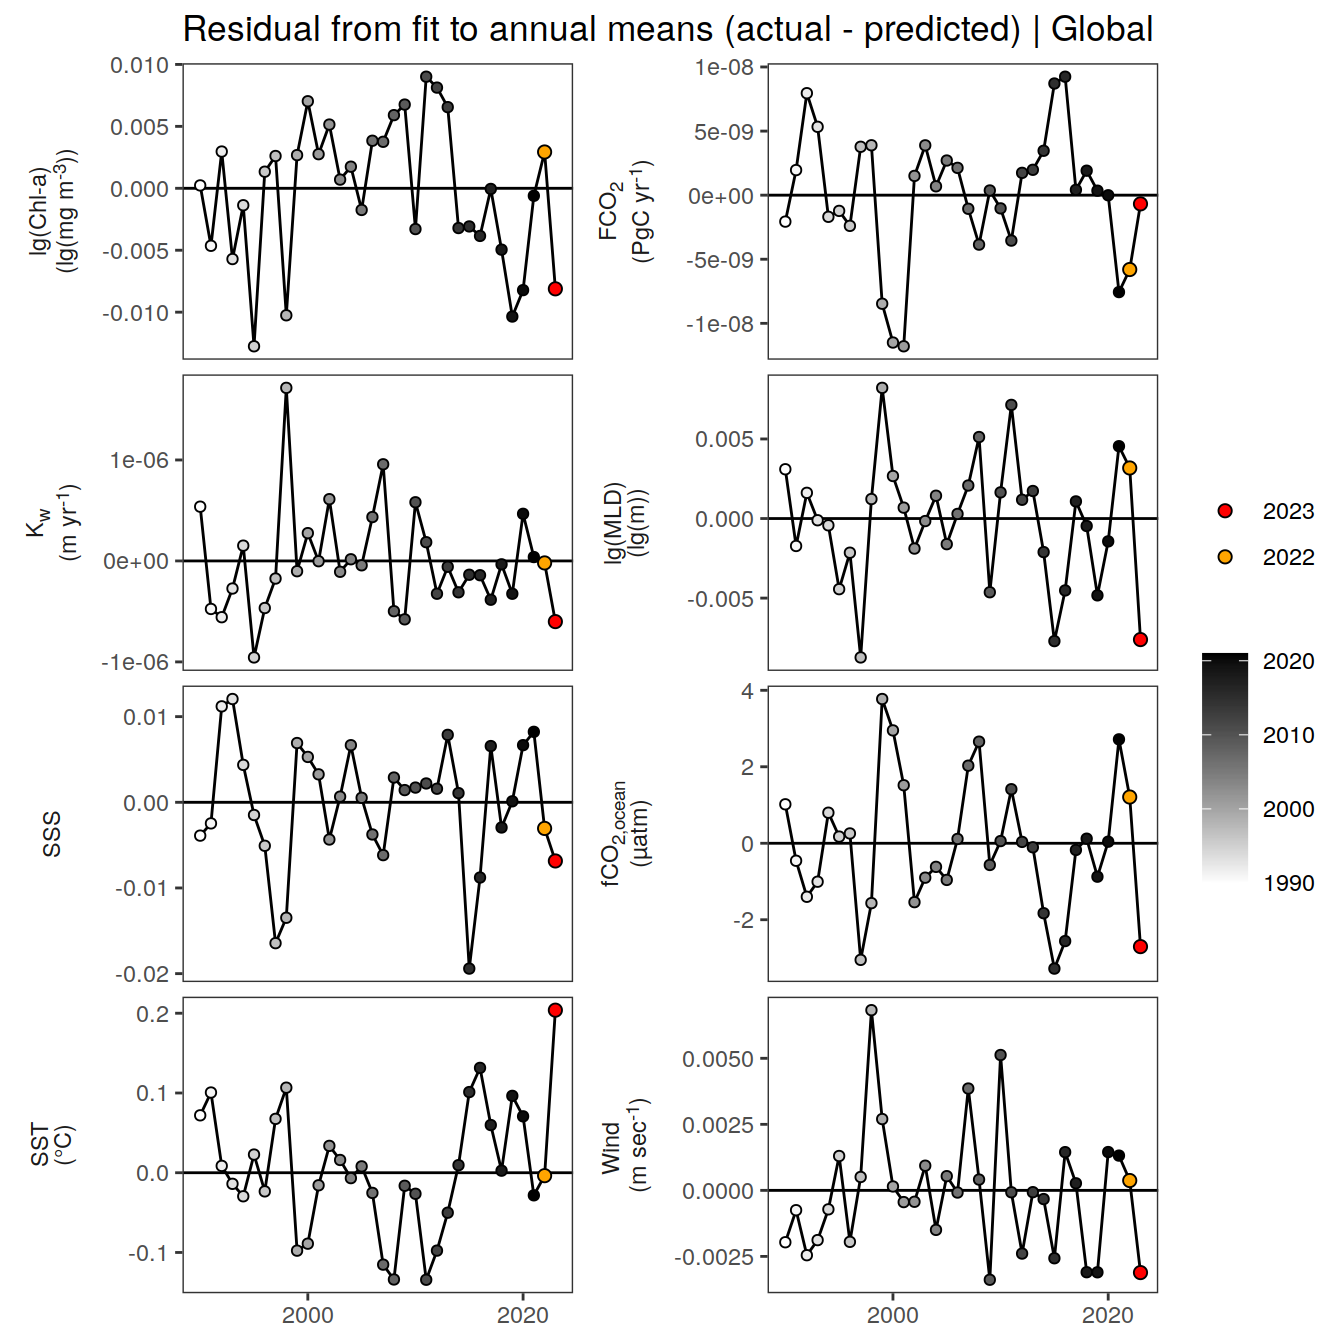 Residual from fit to annual means (actual - predicted) | Global
lg(Chl-a)
(lg(mg m⁻³))
0.010
0.005
0.000
-0.005
-0.010
FCO₂
(PgC yr⁻¹)
1e-08
5e-09
0e+00
-5e-09
-1e-08
K_w
(m yr⁻¹)
1e-06
0e+00
-1e-06
lg(MLD)
(lg(m))
0.005
0.000
-0.005
SSS
0.01
0.00
-0.01
-0.02
fCO₂,ocean
(µatm)
4
2
0
-2
SST
(°C)
0.2
0.1
0.0
-0.1
2000
2020
Wind
(m sec⁻¹)
0.0050
0.0025
0.0000
-0.0025
2000
2020
2023
2022
2020
2010
2000
1990